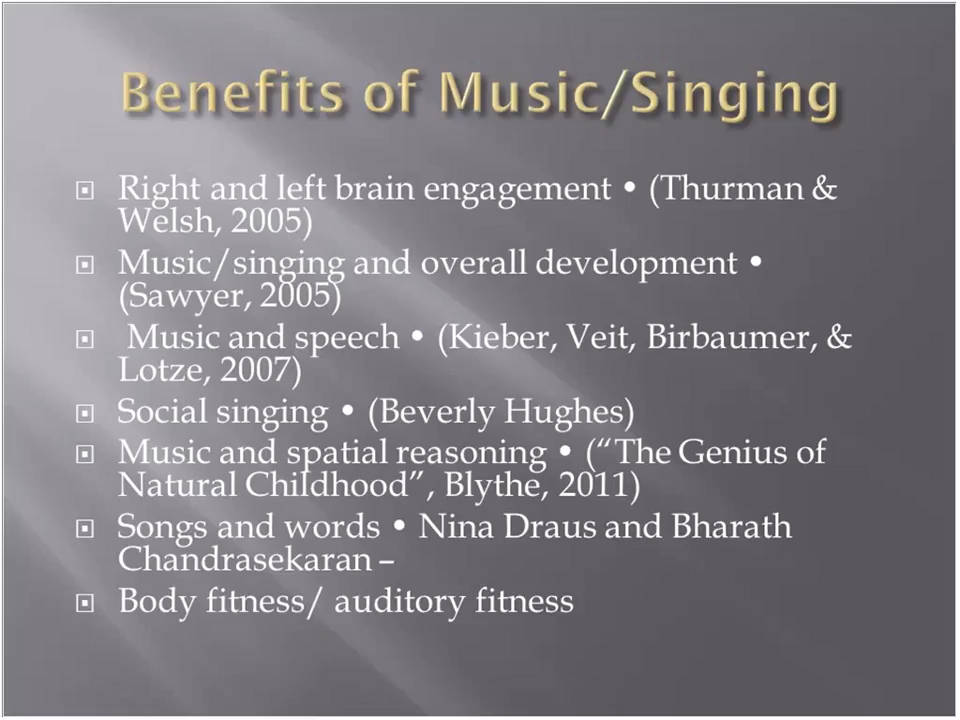 Benefits of Music/Singing
Right and left brain engagement • (Thurman &
Welsh, 2005)
Music/singing and overall development •
(Sawyer, 2005)
Music and speech • (Kieber, Veit, Birbaumer, &
Lotze, 2007)
Social singing • (Beverly Hughes)
Music and spatial reasoning • (“The Genius of
Natural Childhood”, Blythe, 2011)
Songs and words • Nina Draus and Bharath
Chandrasekaran –
Body fitness/ auditory fitness